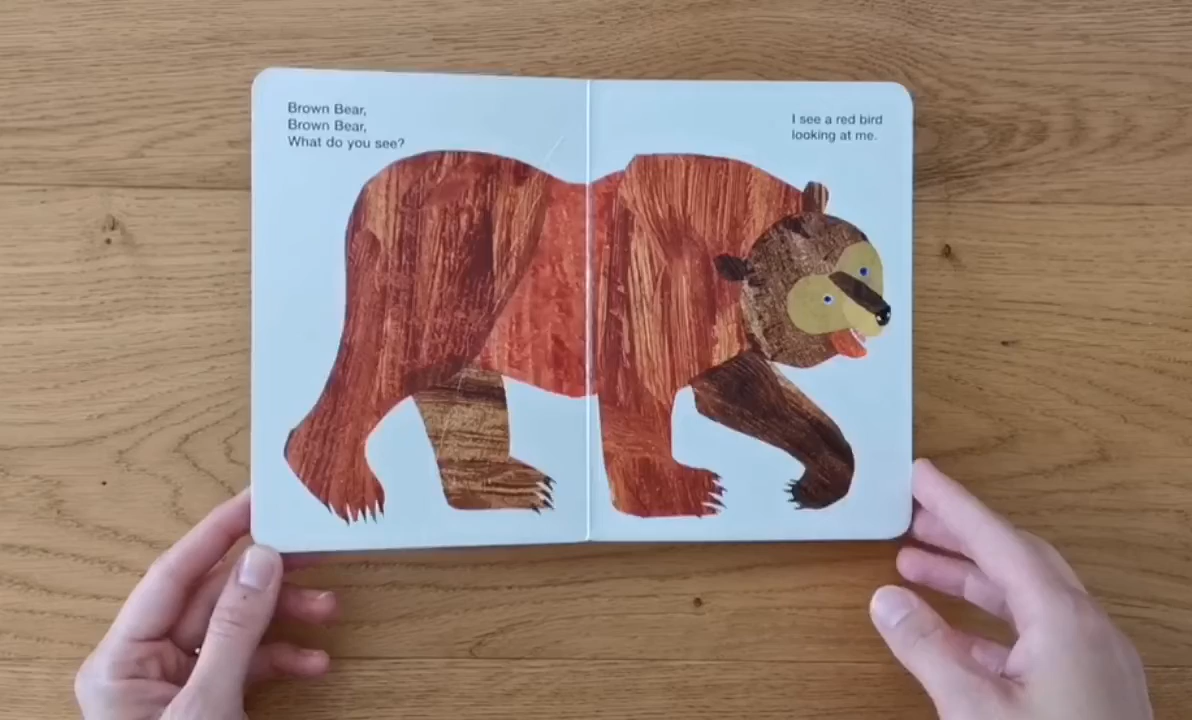 Brown Bear,
Brown Bear,
What do you see?
I see a red bird
looking at me.